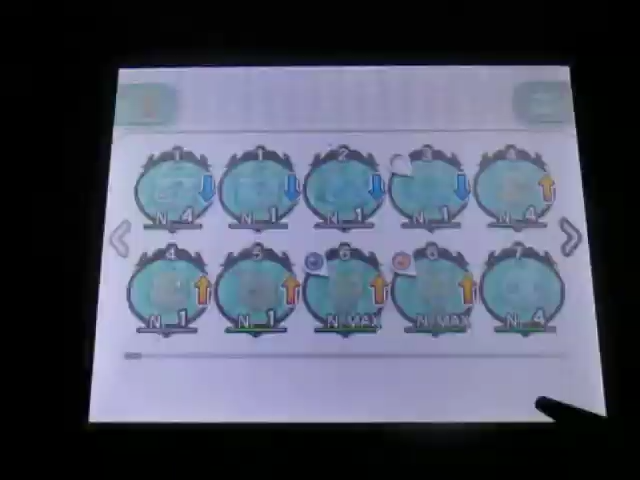 1 1 2 3 4
N. 4 N. 1 N. 1 N. 1 N. 4
4 5 6 6 7
N. 1 N. 1 N. MAX N. MAX N. 4